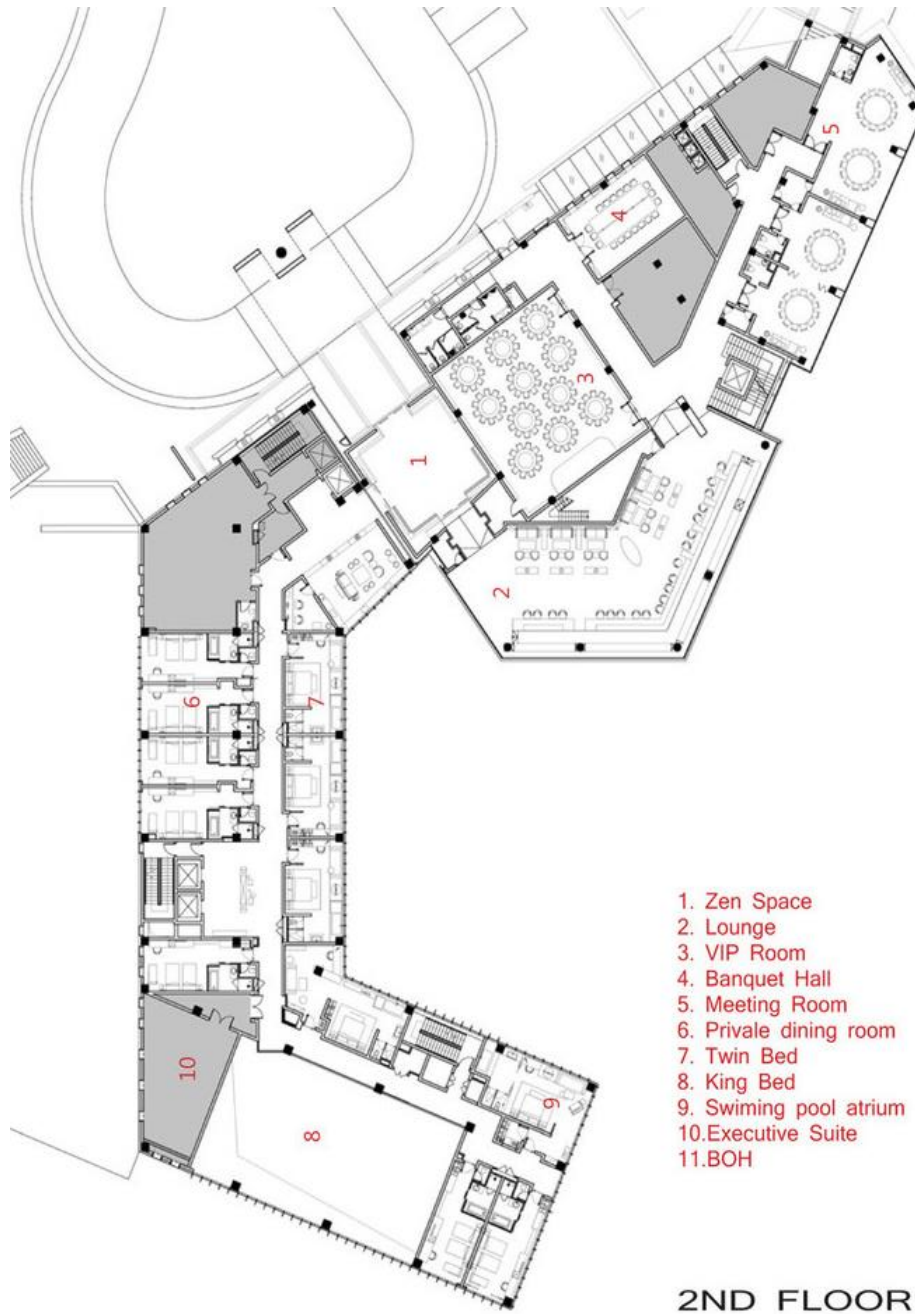 5
4
3
1
2
6
7
10
9
8
1. Zen Space
2. Lounge
3. VIP Room
4. Banquet Hall
5. Meeting Room
6. Privale dining room
7. Twin Bed
8. King Bed
9. Swiming pool atrium
10.Executive Suite
11.BOH
2ND FLOOR